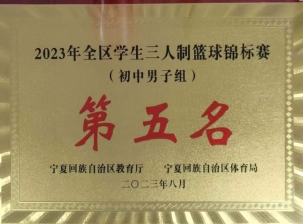 2023年全区学生三人制篮球锦标赛
（初中男子组）
第五名
宁夏回族自治区教育厅 宁夏回族自治区体育局
二〇二三年八月